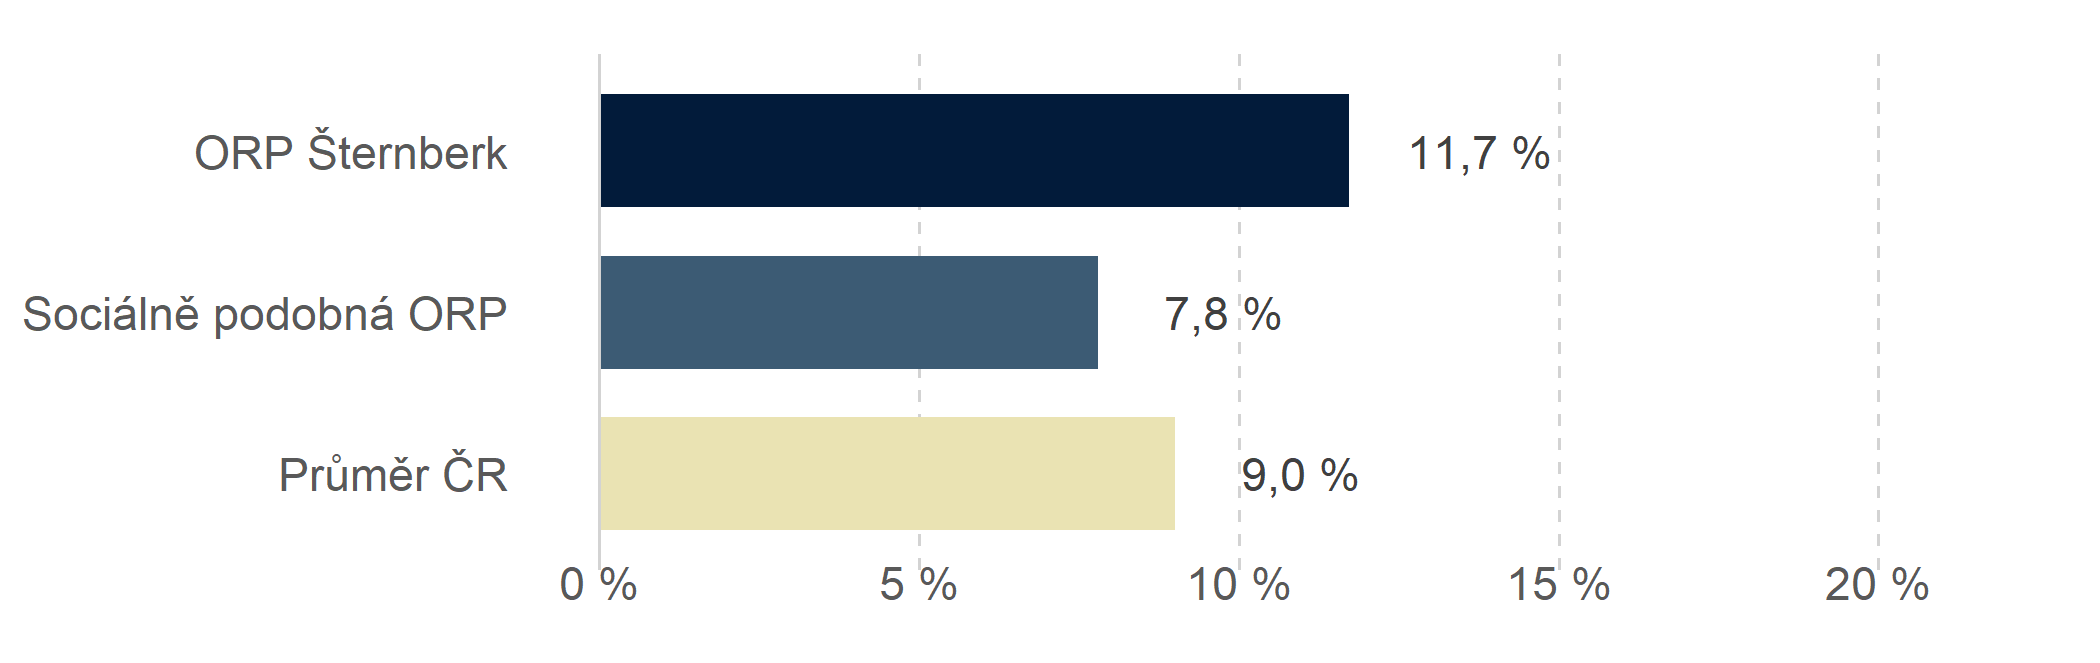 ORP Šternberk
11,7 %
Sociálně podobná ORP
7,8 %
Průměr ČR
9,0 %
0 %
5 %
10 %
15 %
20 %